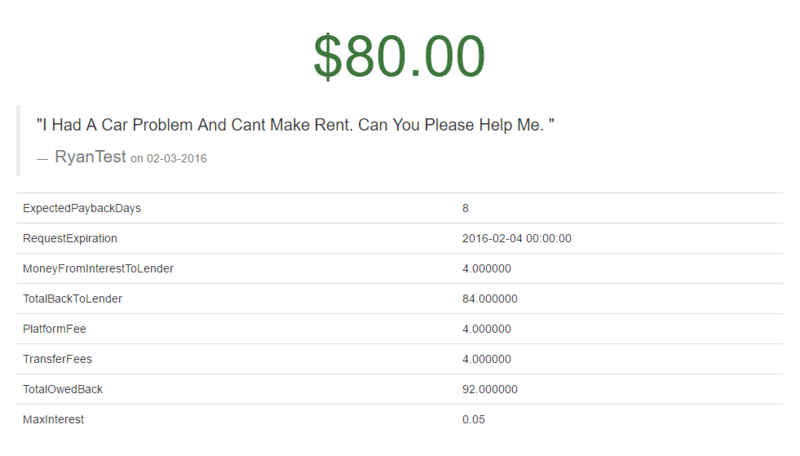 $80.00
"I Had A Car Problem And Cant Make Rent. Can You Please Help Me. "
— RyanTest on 02-03-2016
ExpectedPaybackDays 8
RequestExpiration 2016-02-04 00:00:00
MoneyFromInterestToLender 4.000000
TotalBackToLender 84.000000
PlatformFee 4.000000
TransferFees 4.000000
TotalOwedBack 92.000000
MaxInterest 0.05